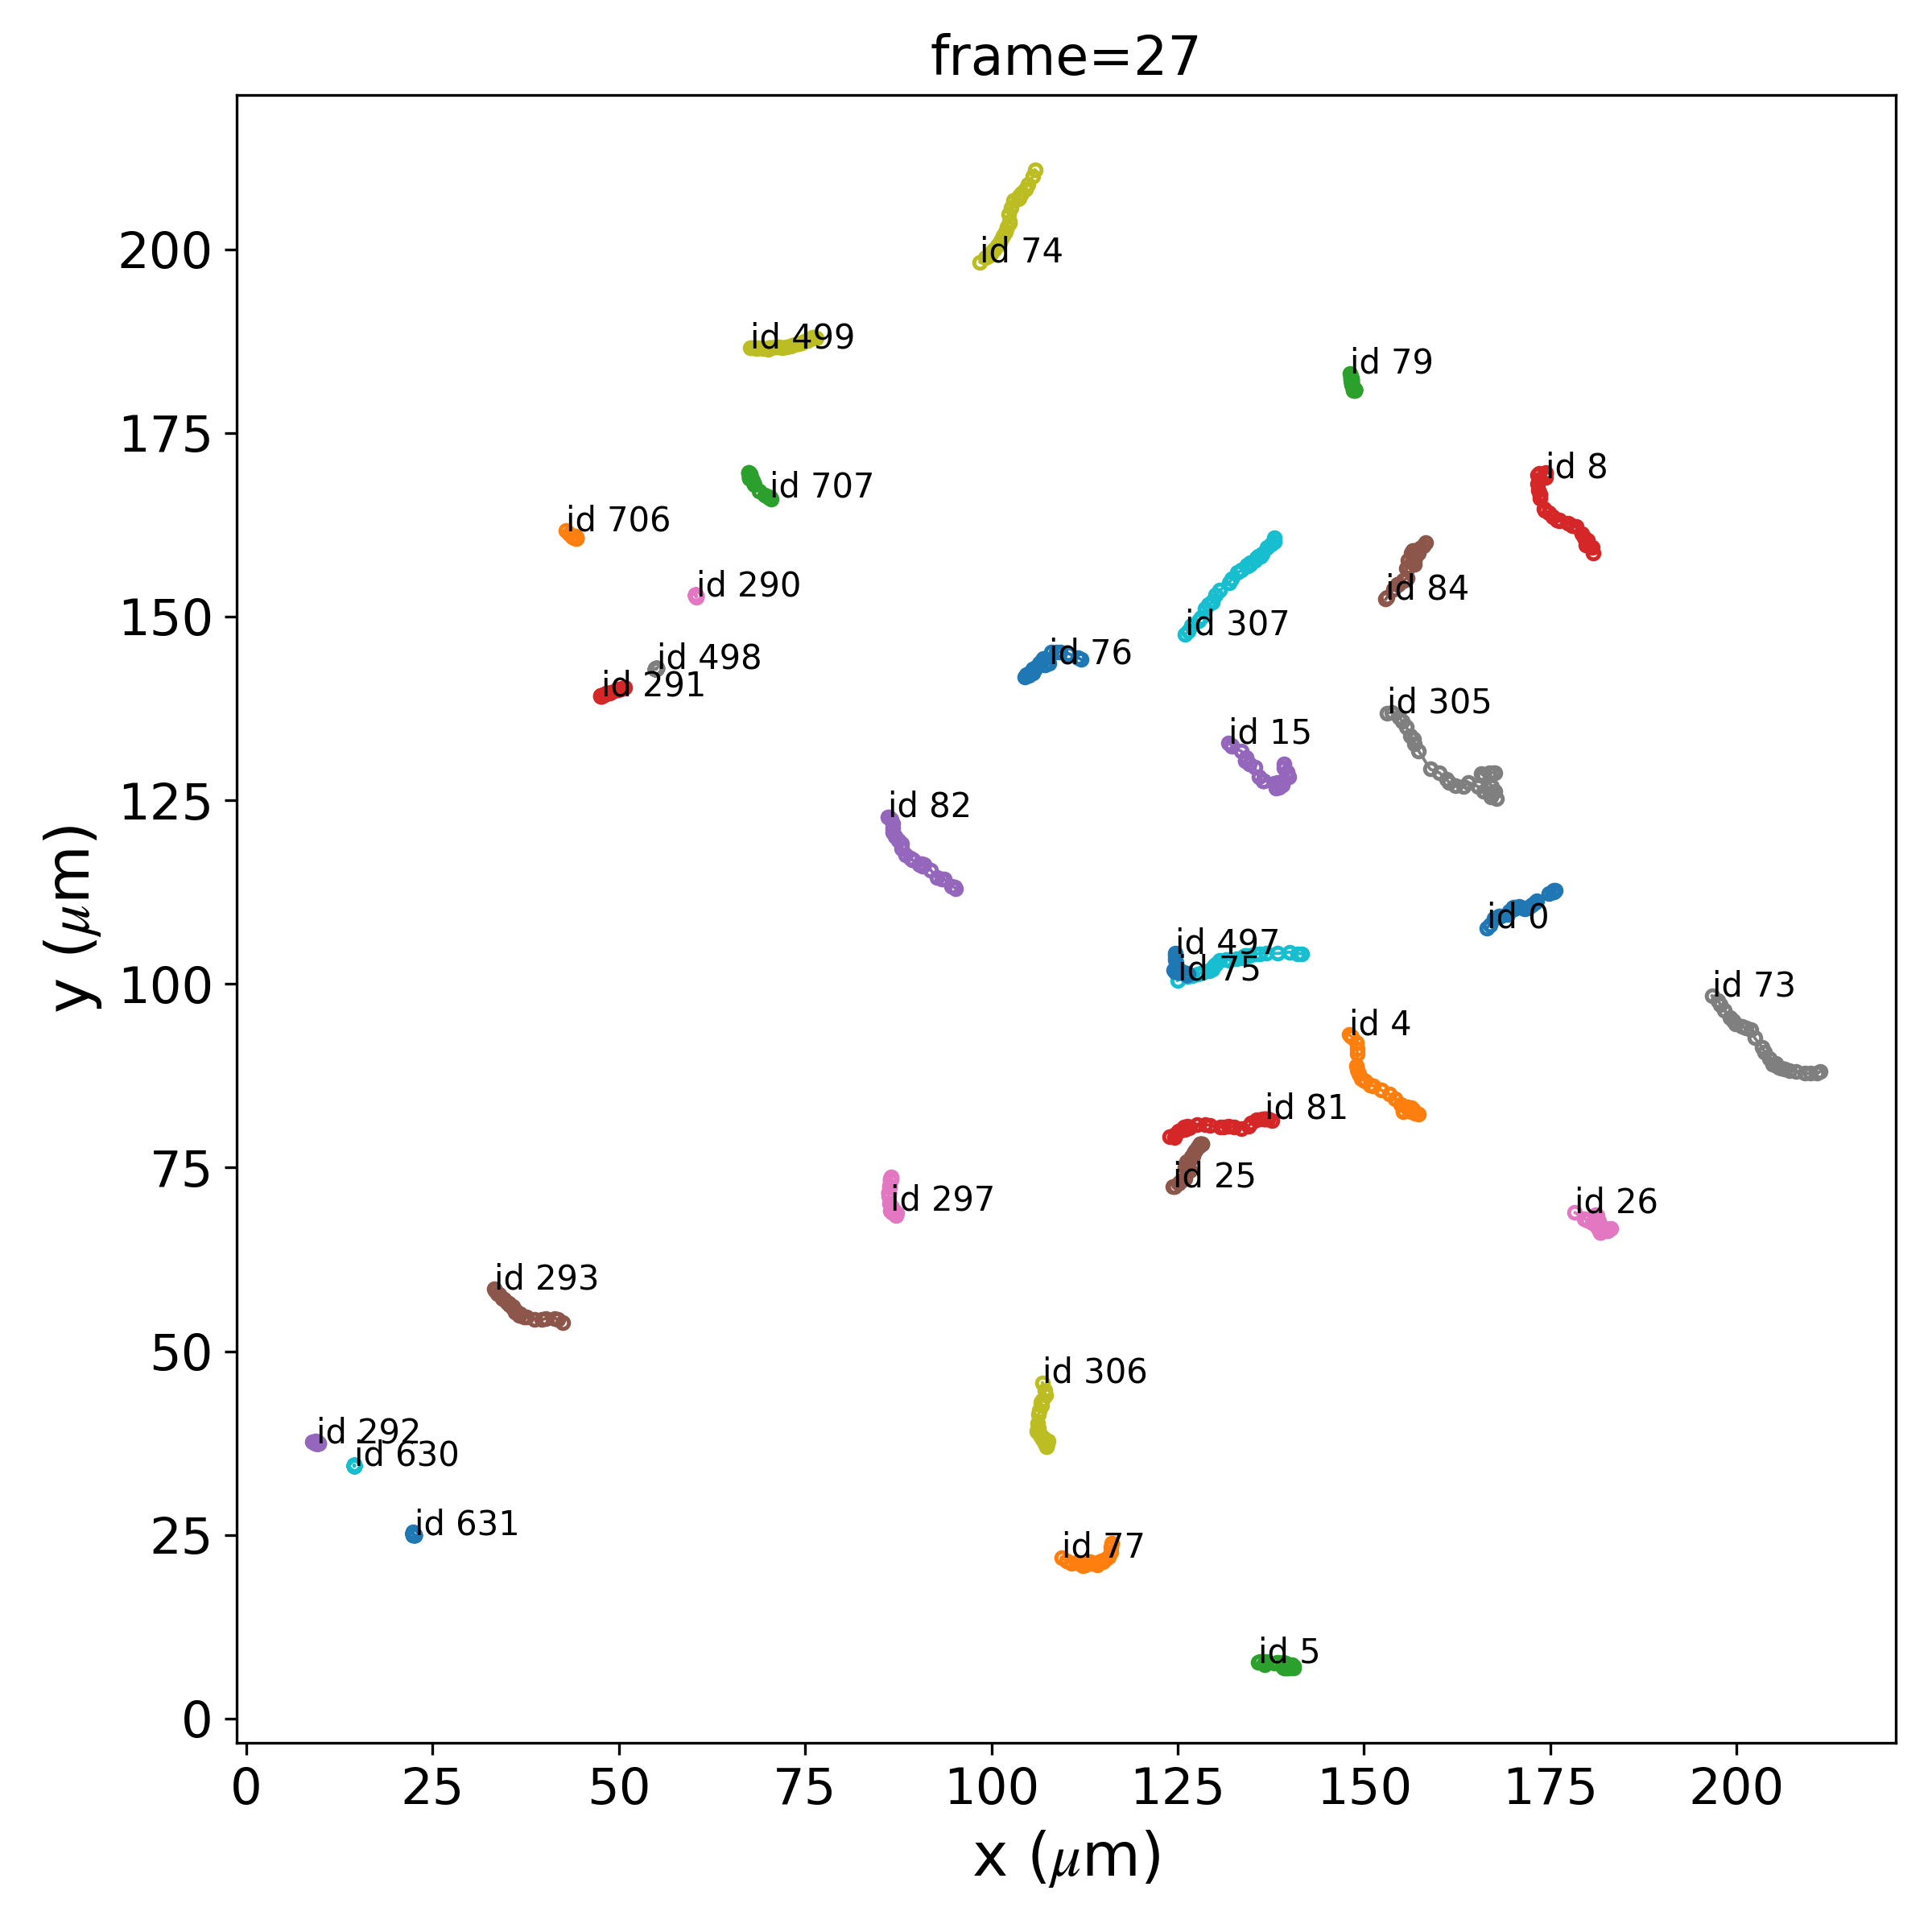 frame=27
id 74
id 499
id 79
id 8
id 707
id 706
id 290
id 84
id 307
id 498
id 76
id 291
id 305
id 15
id 82
id 0
id 497
id 75
id 73
id 4
id 81
id 25
id 297
id 26
id 293
id 306
id 292
id 630
id 631
id 77
id 5
200
175
150
125
100
75
50
25
0
y (μm)
0 25 50 75 100 125 150 175 200
x (μm)